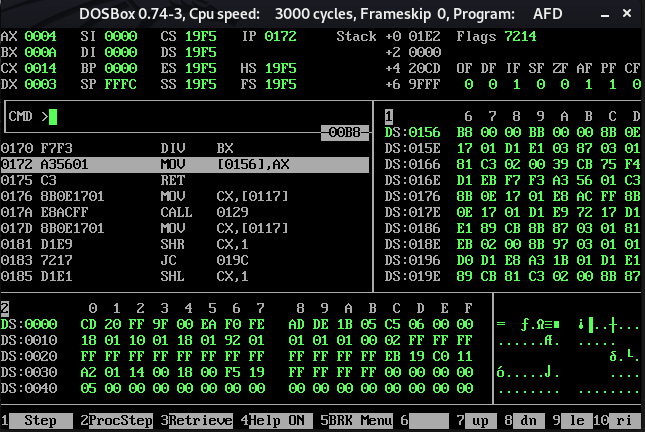 DOSBox 0.74-3, Cpu speed: 3000 cycles, Frameskip 0, Program: AFD
AX 0004 SI 0000 CS 19F5 IP 0172 Stack +0 01E2 Flags 7214
BX 000A DI 0000 DS 19F5 +2 0000
CX 0014 BP 0000 ES 19F5 HS 19F5 +4 20CD OF DF IF SF ZF AF PF CF
DX 0003 SP FFFC SS 19F5 FS 19F5 +6 9FFF 0 0 1 0 0 1 1 0
CMD > 1 6 7 8 9 A B C D
00B8 DS:0156 B8 00 00 BB 00 00 8B 0E
0170 F7F3 DIV BX DS:015E 17 01 D1 E1 03 87 03 01
0172 A35601 MOV [0156],AX DS:0166 81 C3 02 00 39 CB 75 F4
0175 C3 RET DS:016E D1 EB F7 F3 A3 56 01 C3
0176 8B0E1701 MOV CX,[0117] DS:0176 8B 0E 17 01 E8 AC FF 8B
017A E8ACFF CALL 0129 DS:017E 0E 17 01 D1 E9 72 17 D1
017D 8B0E1701 MOV CX,[0117] DS:0186 E1 89 CB 8B 87 03 01 81
0181 D1E9 SHR CX,1 DS:018E EB 02 00 8B 97 03 01 01
0183 7217 JC 019C DS:0196 D0 D1 E8 A3 1B 01 D1 E1
0185 D1E1 SHL CX,1 DS:019E 89 CB 81 C3 02 00 8B 87
2 0 1 2 3 4 5 6 7 8 9 A B C D E F
DS:0000 CD 20 FF 9F 00 EA F0 FE AD DE 1B 05 C5 06 00 00 = ƒ.Ω≡■ ¡▐..┼...
DS:0010 18 01 10 01 18 01 92 01 01 01 01 00 02 FF FF FF ......Æ. ....
DS:0020 FF FF FF FF FF FF FF FF FF FF FF FF EB 19 C0 11 δ.└.
DS:0030 A2 01 14 00 18 00 F5 19 FF FF FF FF 00 00 00 00 ó.....⌡. ....
DS:0040 05 00 00 00 00 00 00 00 00 00 00 00 00 00 00 00 ........ ........
1 Step 2 ProcStep 3 Retrieve 4 Help ON 5 BRK Menu 6 7 up 8 dn 9 le 10 ri